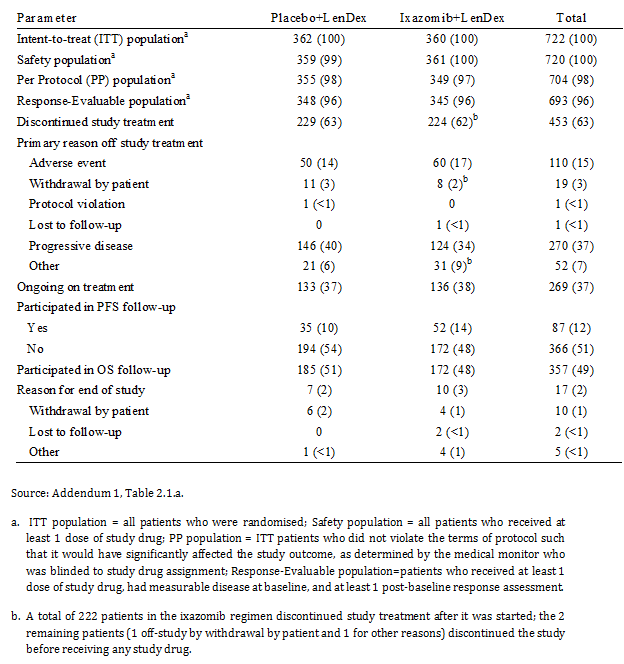 Parameter Placebo+LenDex Ixazomib+LenDex Total
Intent-to-treat (ITT) population^a 362 (100) 360 (100) 722 (100)
Safety population^a 359 (99) 361 (100) 720 (100)
Per Protocol (PP) population^a 355 (98) 349 (97) 704 (98)
Response-Evaluable population^a 348 (96) 345 (96) 693 (96)
Discontinued study treatment 229 (63) 224 (62)^b 453 (63)
Primary reason off study treatment
Adverse event 50 (14) 60 (17) 110 (15)
Withdrawal by patient 11 (3) 8 (2)^b 19 (3)
Protocol violation 1 (<1) 0 1 (<1)
Lost to follow-up 0 1 (<1) 1 (<1)
Progressive disease 146 (40) 124 (34) 270 (37)
Other 21 (6) 31 (9)^b 52 (7)
Ongoing on treatment 133 (37) 136 (38) 269 (37)
Participated in PFS follow-up
Yes 35 (10) 52 (14) 87 (12)
No 194 (54) 172 (48) 366 (51)
Participated in OS follow-up 185 (51) 172 (48) 357 (49)
Reason for end of study 7 (2) 10 (3) 17 (2)
Withdrawal by patient 6 (2) 4 (1) 10 (1)
Lost to follow-up 0 2 (<1) 2 (<1)
Other 1 (<1) 4 (1) 5 (<1)
Source: Addendum 1, Table 2.1.a.
a. ITT population = all patients who were randomised; Safety population = all patients who received at
least 1 dose of study drug; PP population = ITT patients who did not violate the terms of protocol such
that it would have significantly affected the study outcome, as determined by the medical monitor who
was blinded to study drug assignment; Response-Evaluable population=patients who received at least 1
dose of study drug, had measurable disease at baseline, and at least 1 post-baseline response assessment.
b. A total of 222 patients in the ixazomib regimen discontinued study treatment after it was started; the 2
remaining patients (1 off-study by withdrawal by patient and 1 for other reasons) discontinued the study
before receiving any study drug.